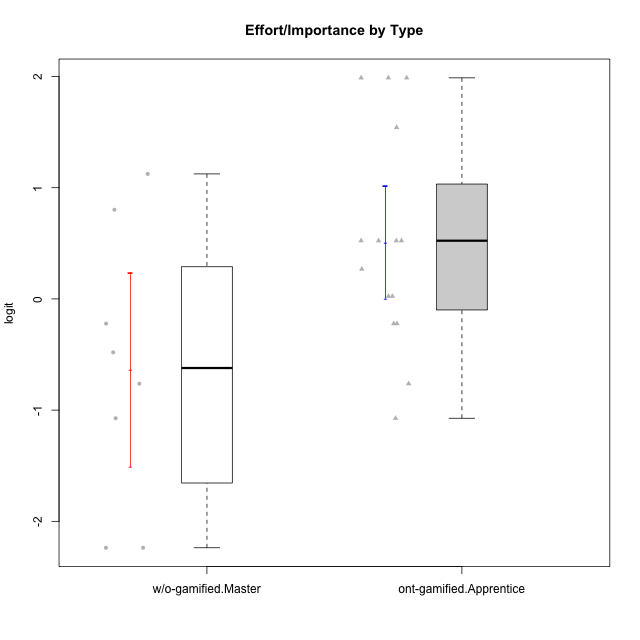 Effort/Importance by Type
logit
2
1
0
-1
-2
w/o-gamified.Master
ont-gamified.Apprentice